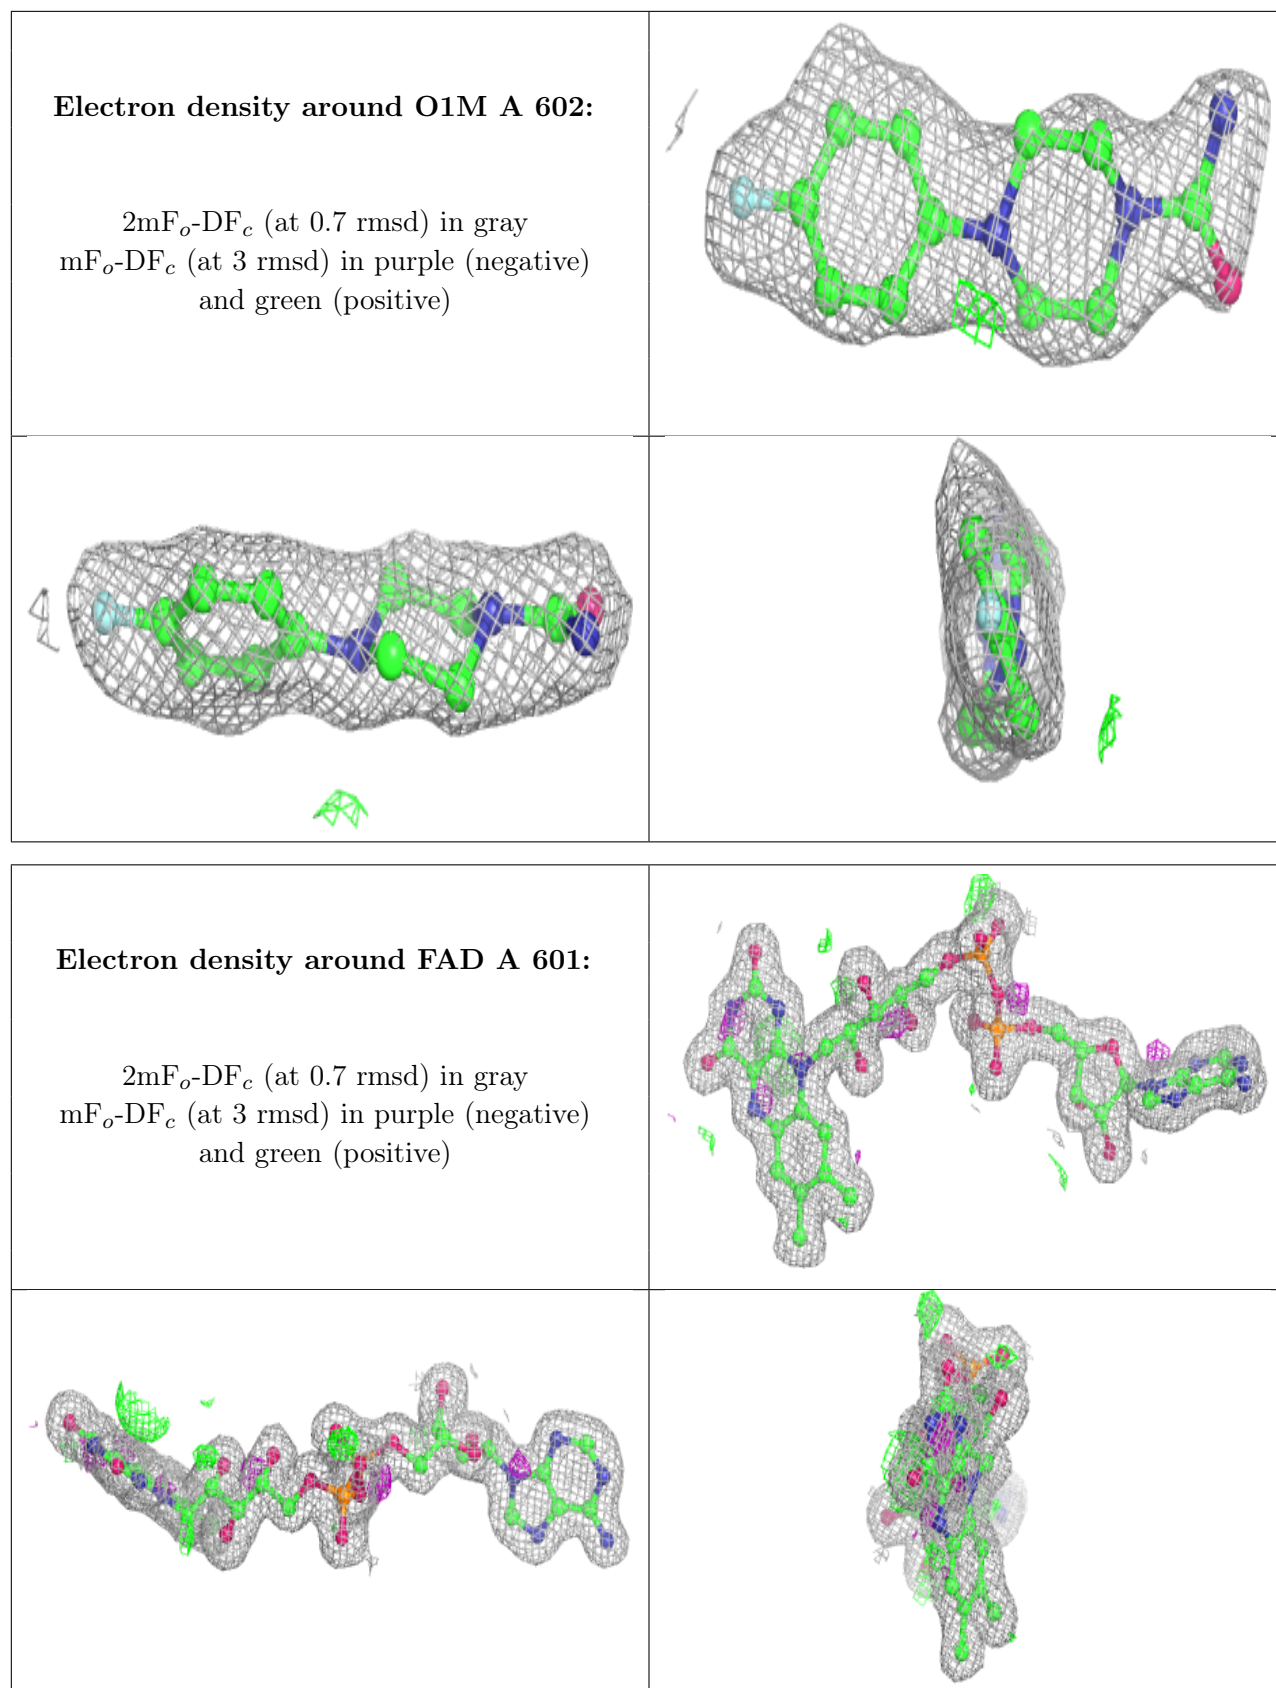 Electron density around O1M A 602:
2mFo-DFc (at 0.7 rmsd) in gray
mFo-DFc (at 3 rmsd) in purple (negative)
and green (positive)
Electron density around FAD A 601:
2mFo-DFc (at 0.7 rmsd) in gray
mFo-DFc (at 3 rmsd) in purple (negative)
and green (positive)